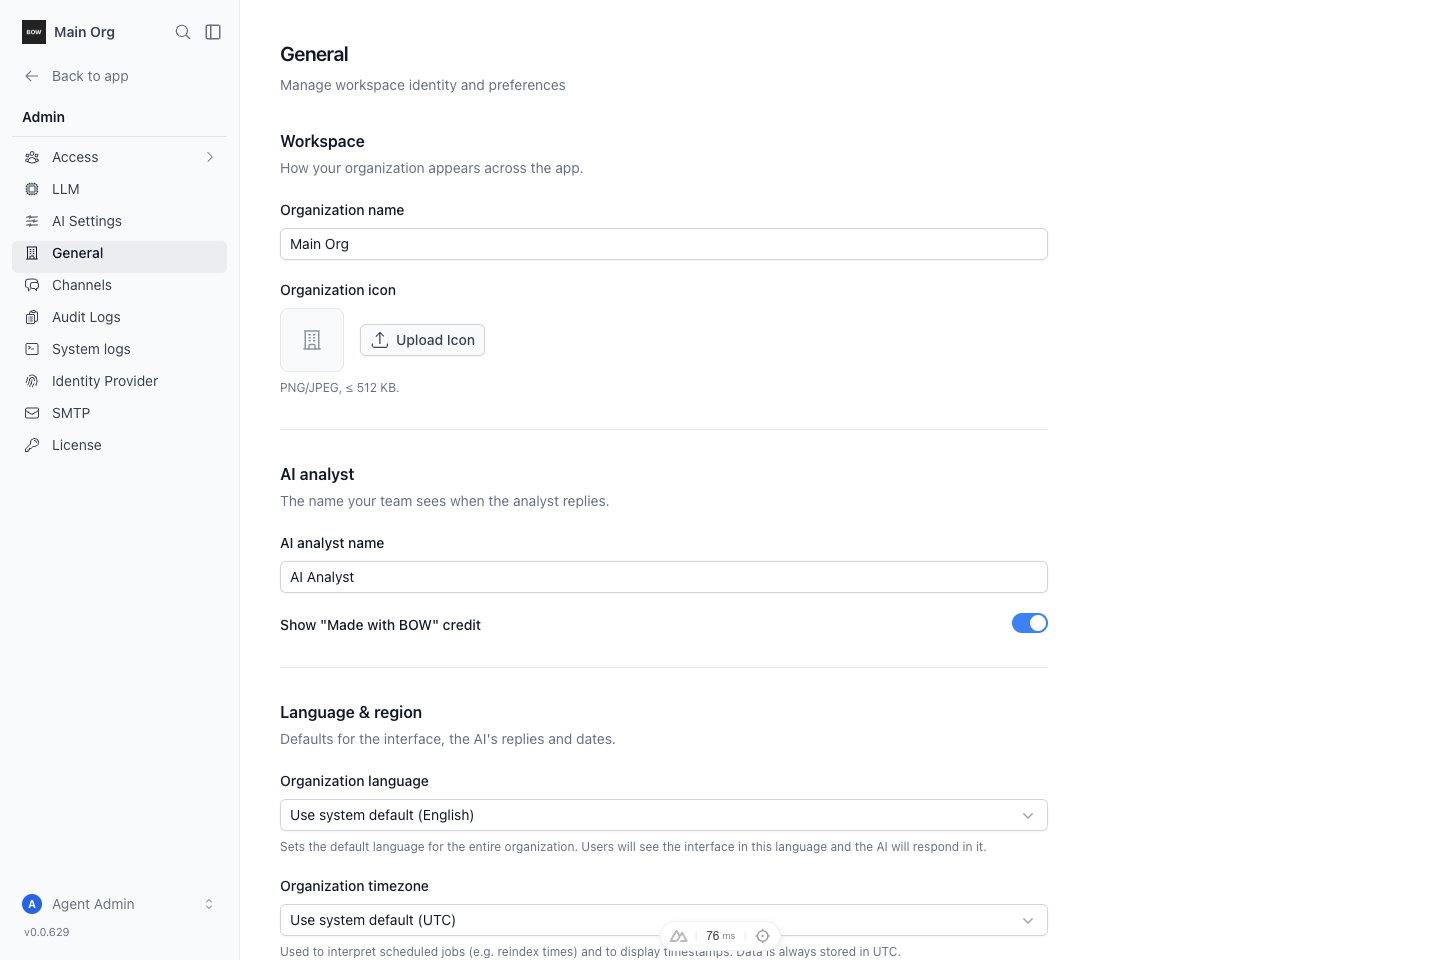 BOW
Main Org
Back to app
Admin
Access
LLM
AI Settings
General
Channels
Audit Logs
System logs
Identity Provider
SMTP
License
A
Agent Admin
v0.0.629
General
Manage workspace identity and preferences
Workspace
How your organization appears across the app.
Organization name
Main Org
Organization icon
Upload Icon
PNG/JPEG, ≤ 512 KB.
AI analyst
The name your team sees when the analyst replies.
AI analyst name
AI Analyst
Show "Made with BOW" credit
Language & region
Defaults for the interface, the AI's replies and dates.
Organization language
Use system default (English)
Sets the default language for the entire organization. Users will see the interface in this language and the AI will respond in it.
Organization timezone
Use system default (UTC)
76 ms
Used to interpret scheduled jobs (e.g. reindex times) and to display timestamps. Data is always stored in UTC.